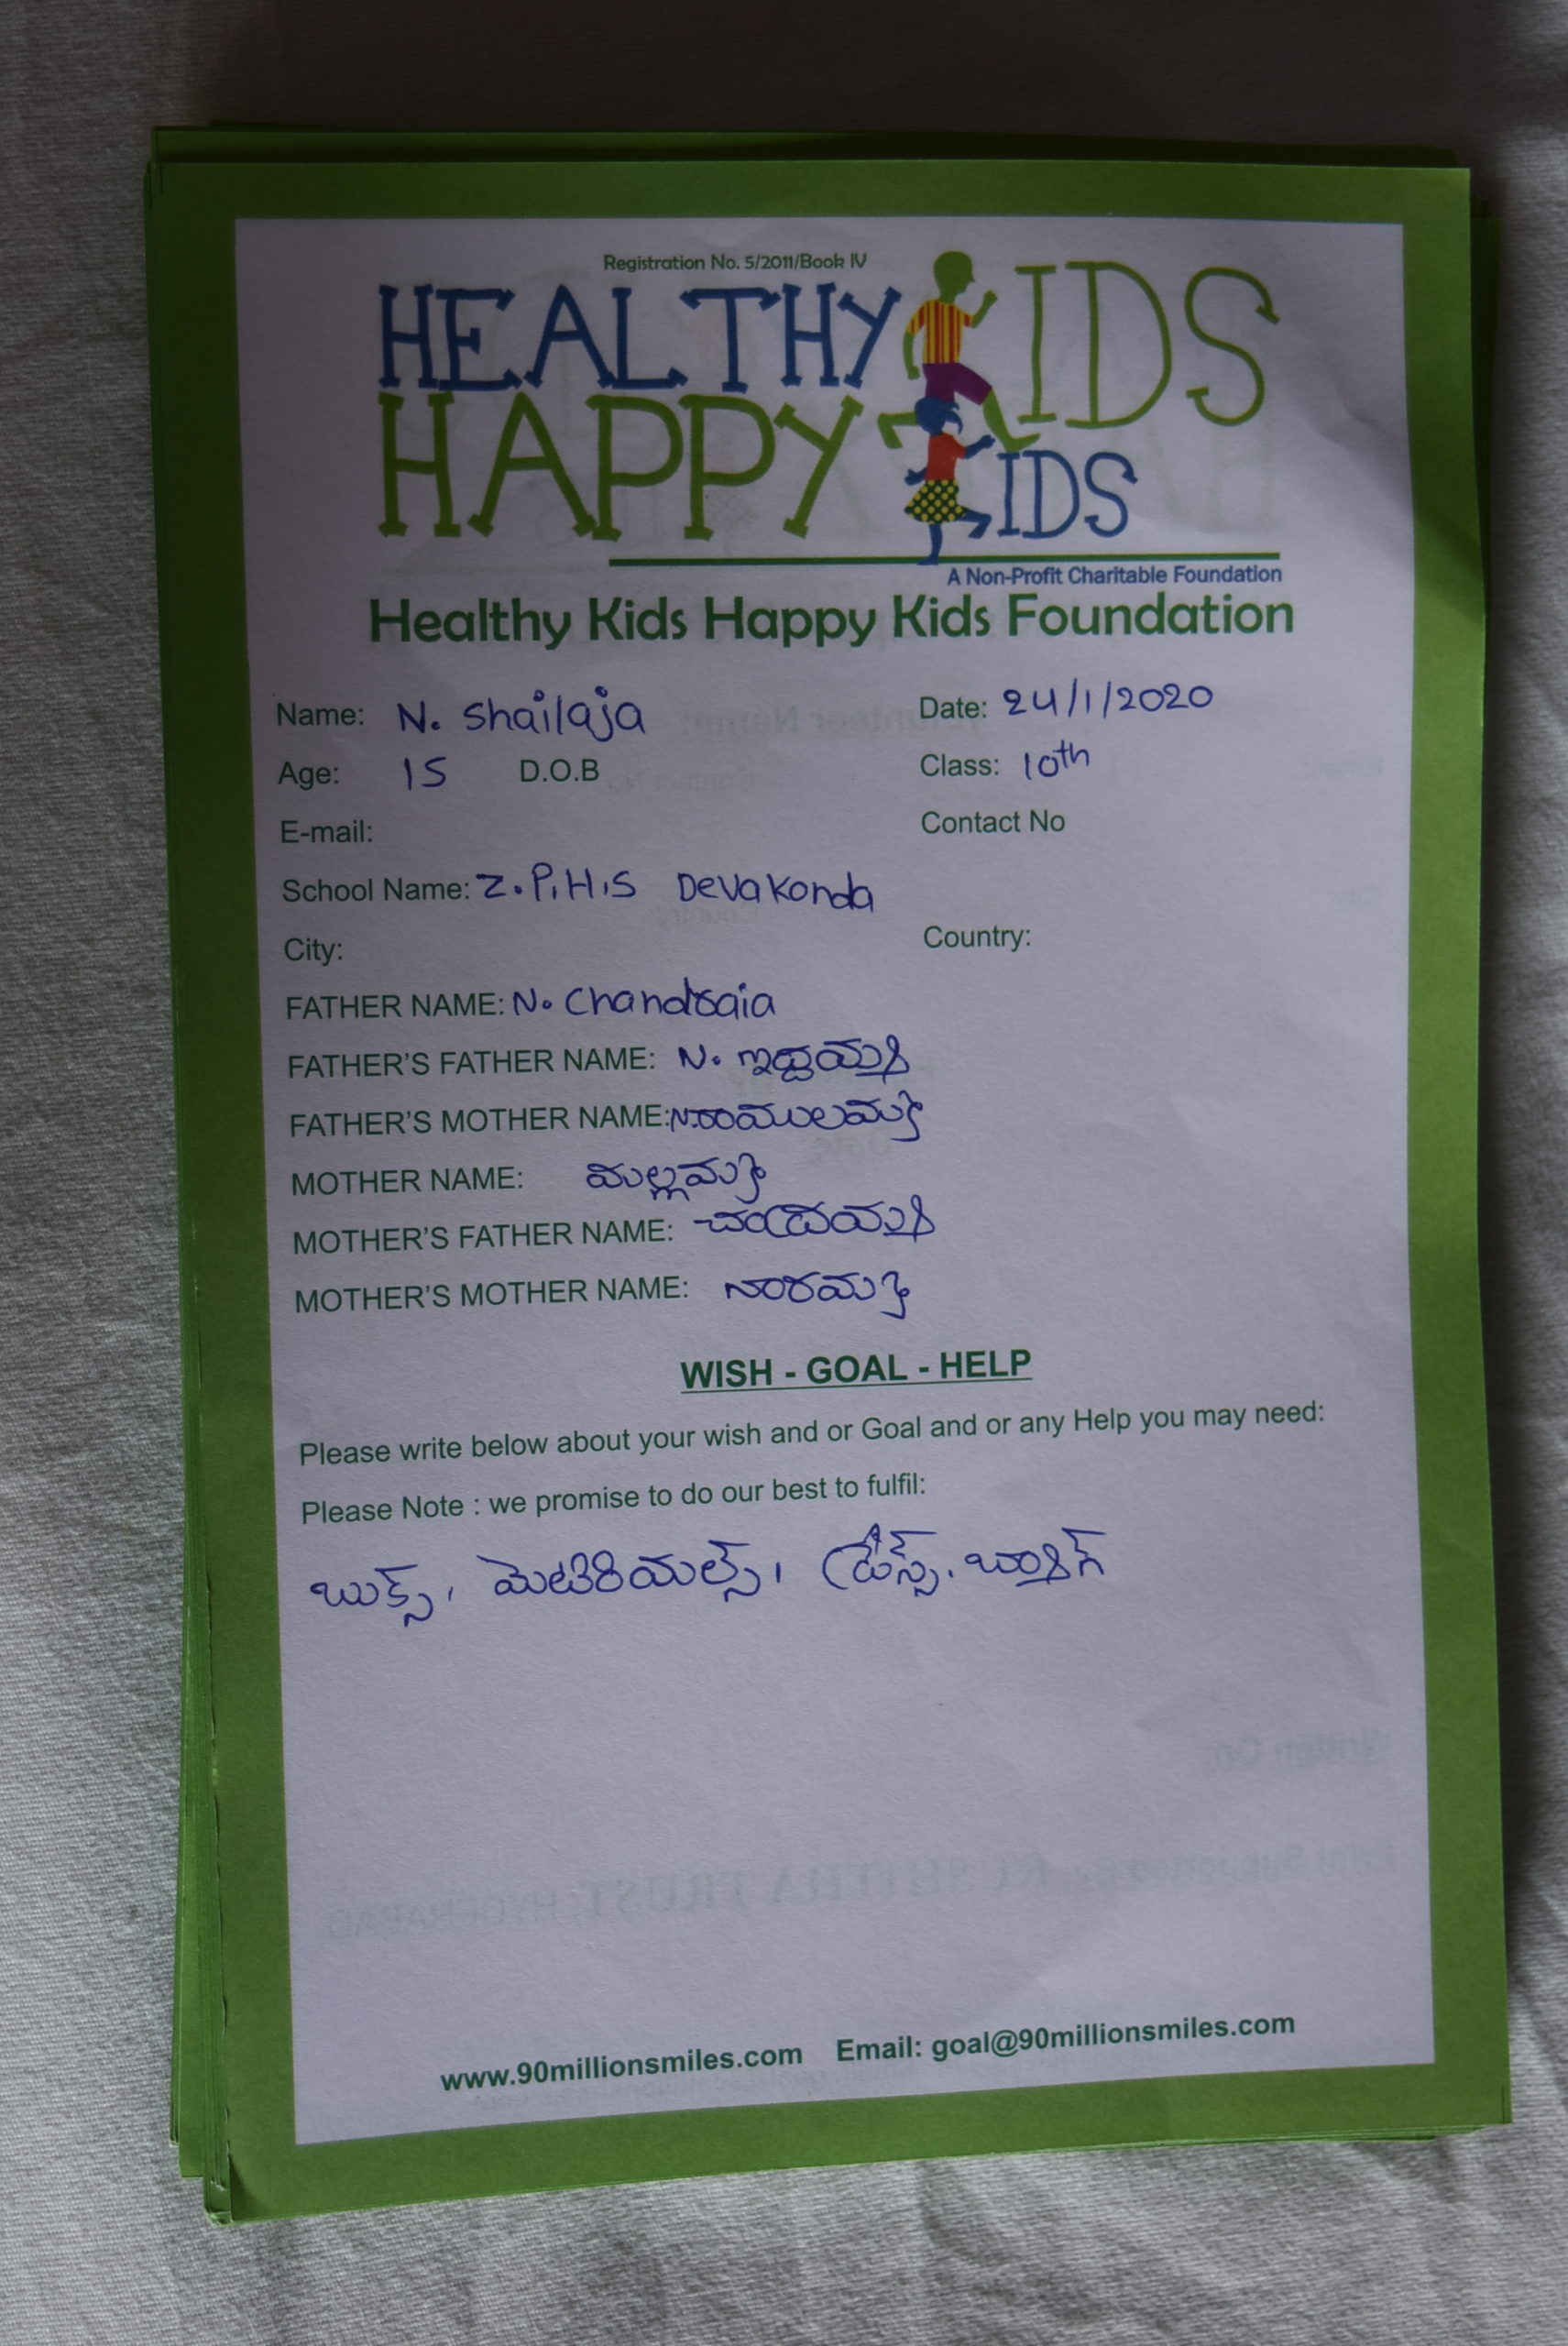 Registration No. 5/2011/Book IV
HEALTHY KIDS
HAPPY KIDS
A Non-Profit Charitable Foundation
Healthy Kids Happy Kids Foundation
Name: N. Shailaja Date: 24/1/2020
Age: 15 D.O.B Class: 10th
E-mail: Contact No
School Name: Z.P.H.S Devakonda
City: Country:
FATHER NAME: N. Chandraia
FATHER'S FATHER NAME: N.
FATHER'S MOTHER NAME: N. రాములమ్మ
MOTHER NAME: మల్లమ్మ
MOTHER'S FATHER NAME: చంద్రయ్య
MOTHER'S MOTHER NAME: నారమ్మ
WISH - GOAL - HELP
Please write below about your wish and or Goal and or any Help you may need:
Please Note : we promise to do our best to fulfil:
బుక్స్, మెటిరియల్స్, డ్రేస్స్, బ్యాగ్
www.90millionsmiles.com Email: goal@90millionsmiles.com